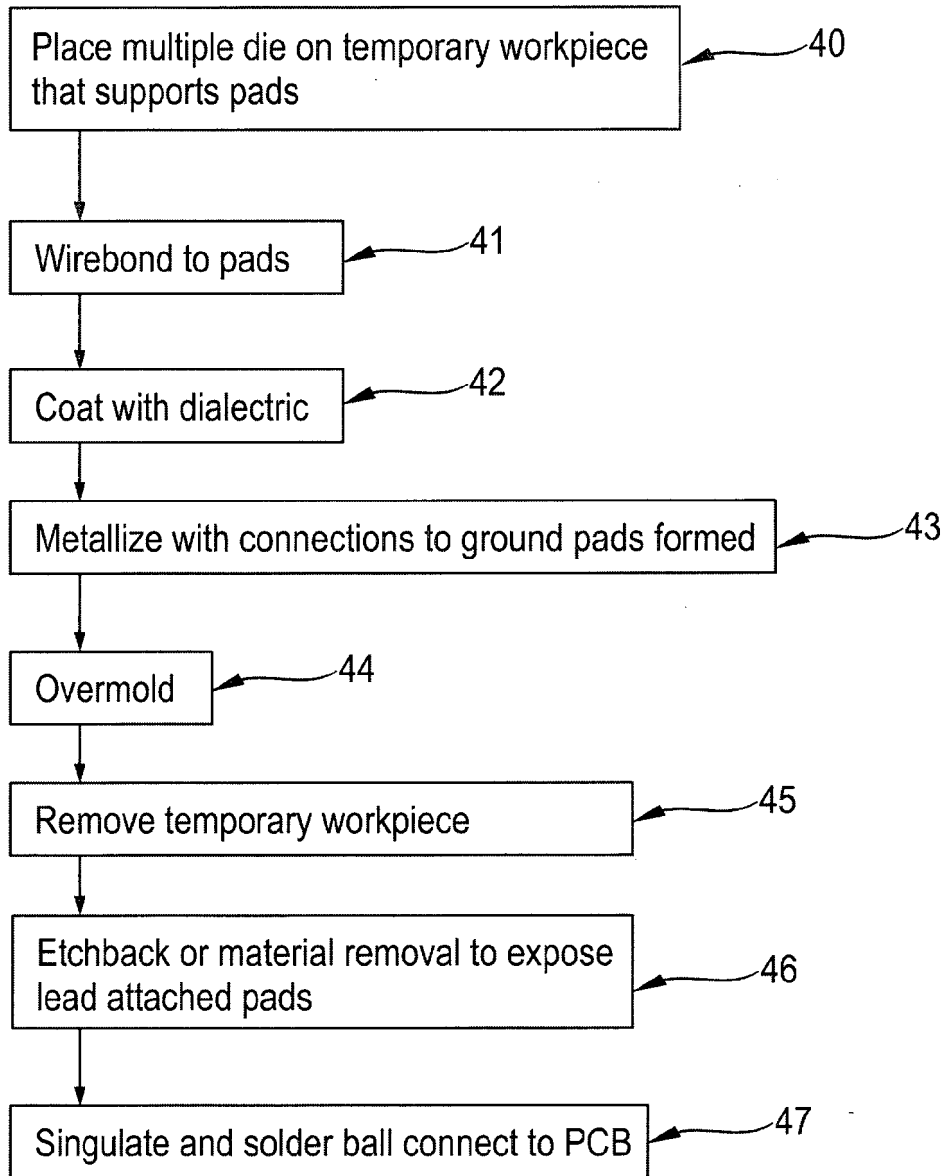 Place multiple die on temporary workpiece
that supports pads
40
Wirebond to pads
41
Coat with dialectric
42
Metallize with connections to ground pads formed
43
Overmold
44
Remove temporary workpiece
45
Etchback or material removal to expose
lead attached pads
46
Singulate and solder ball connect to PCB
47